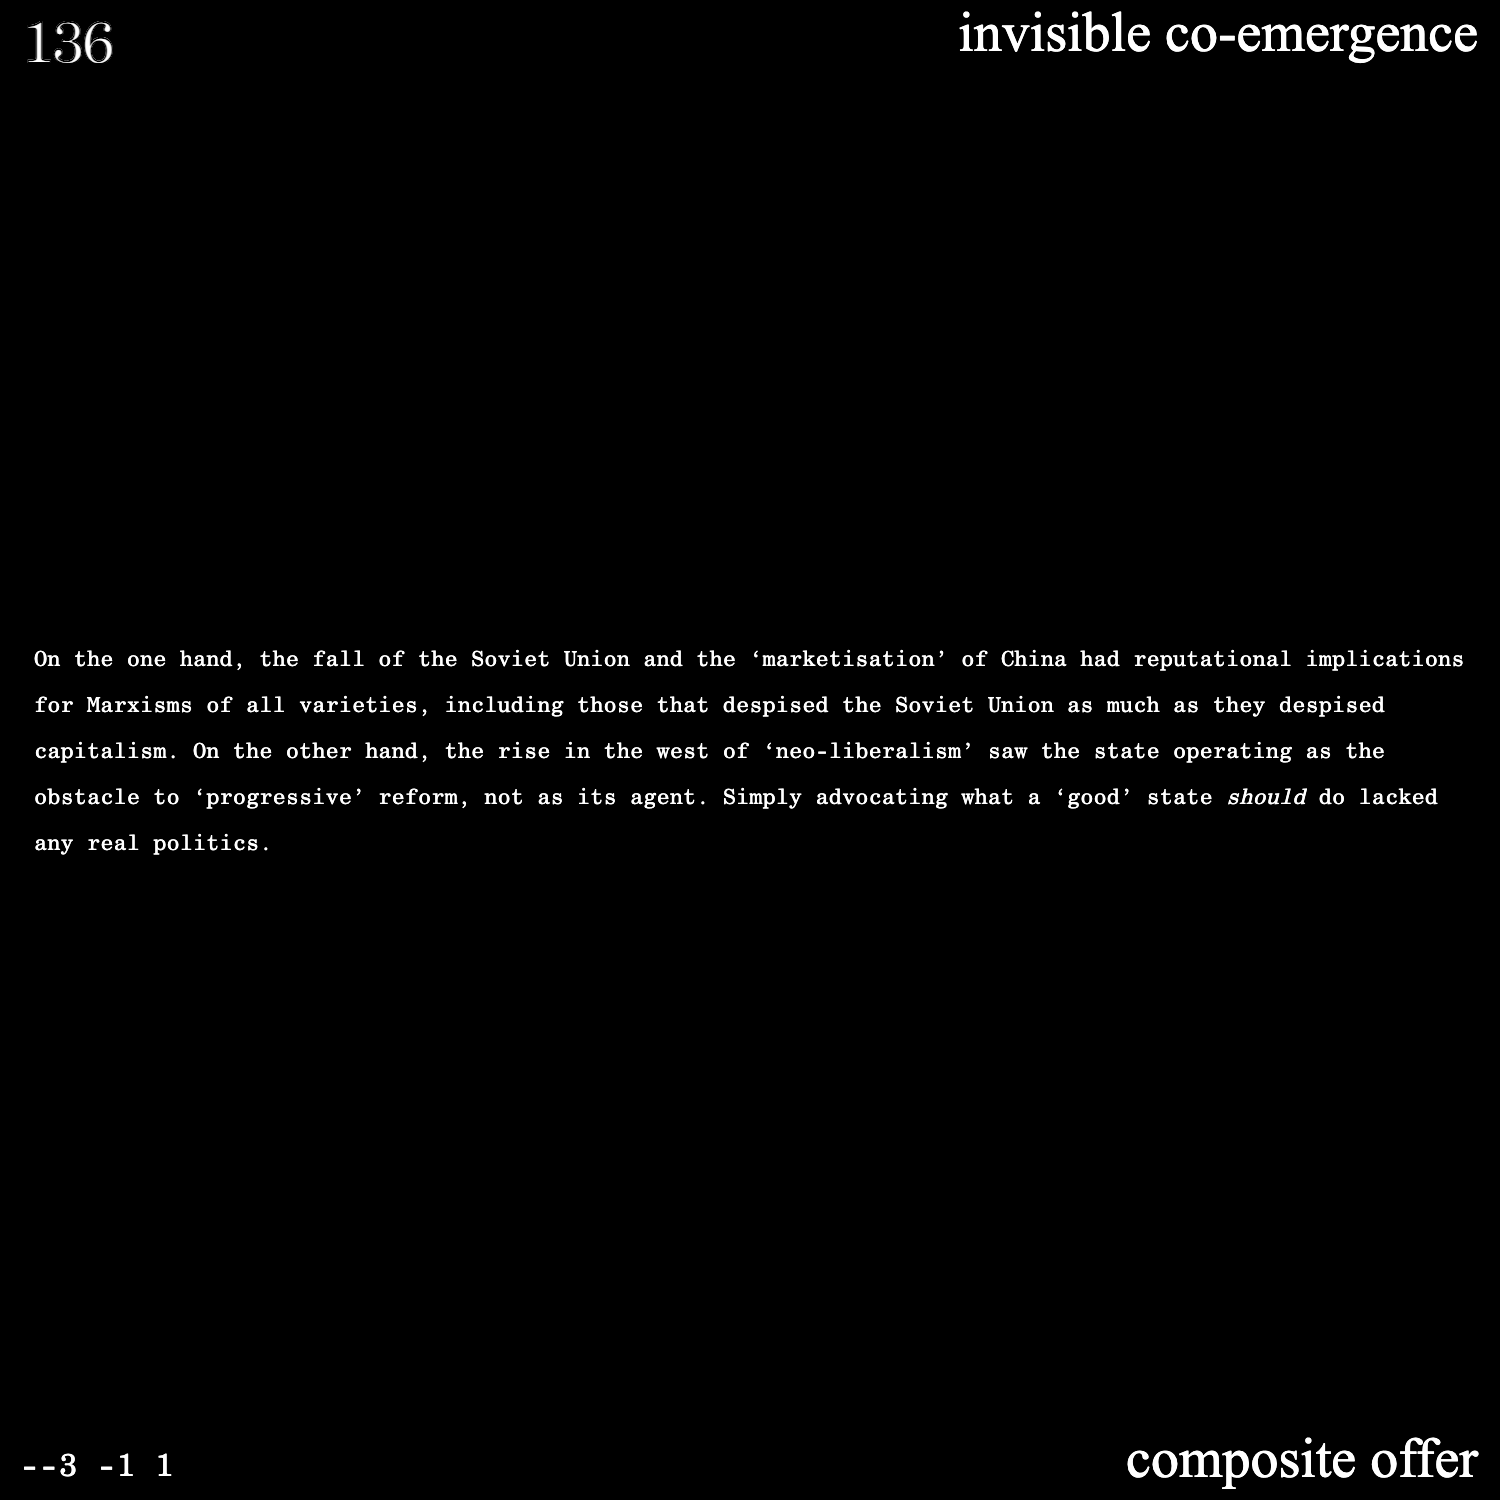 136
invisible co-emergence
On the one hand, the fall of the Soviet Union and the ‘marketisation’ of China had reputational implications
for Marxisms of all varieties, including those that despised the Soviet Union as much as they despised
capitalism. On the other hand, the rise in the west of ‘neo-liberalism’ saw the state operating as the
obstacle to ‘progressive’ reform, not as its agent. Simply advocating what a ‘good’ state should do lacked
any real politics.
--3 -1 1
composite offer